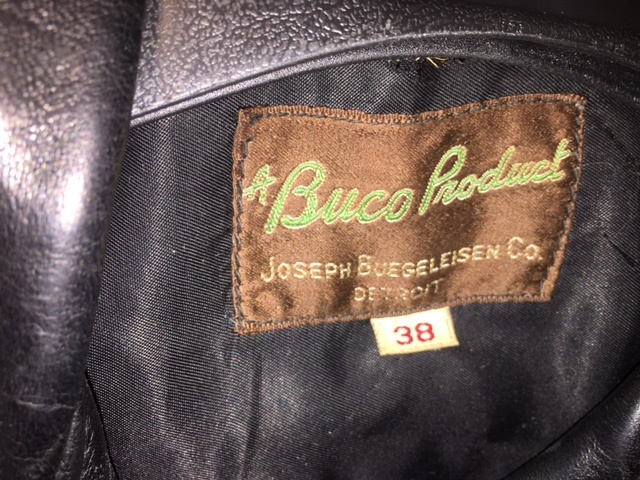 A Buco Product
JOSEPH BUEGELEISEN CO.
DETROIT
38